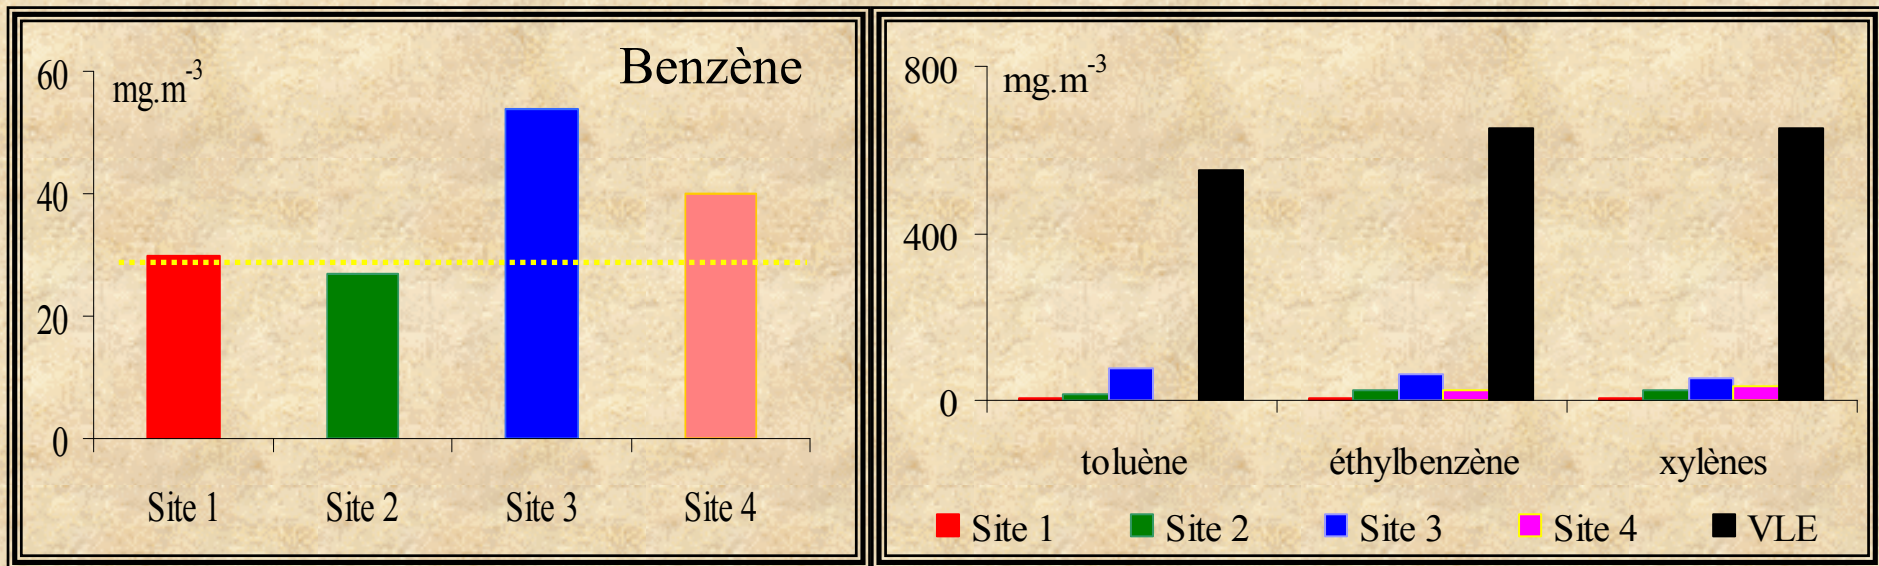 Benzène
60
mg.m-3
40
20
0
Site 1 Site 2 Site 3 Site 4
800
mg.m-3
400
0
toluène éthylbenzène xylènes
Site 1 Site 2 Site 3 Site 4 VLE